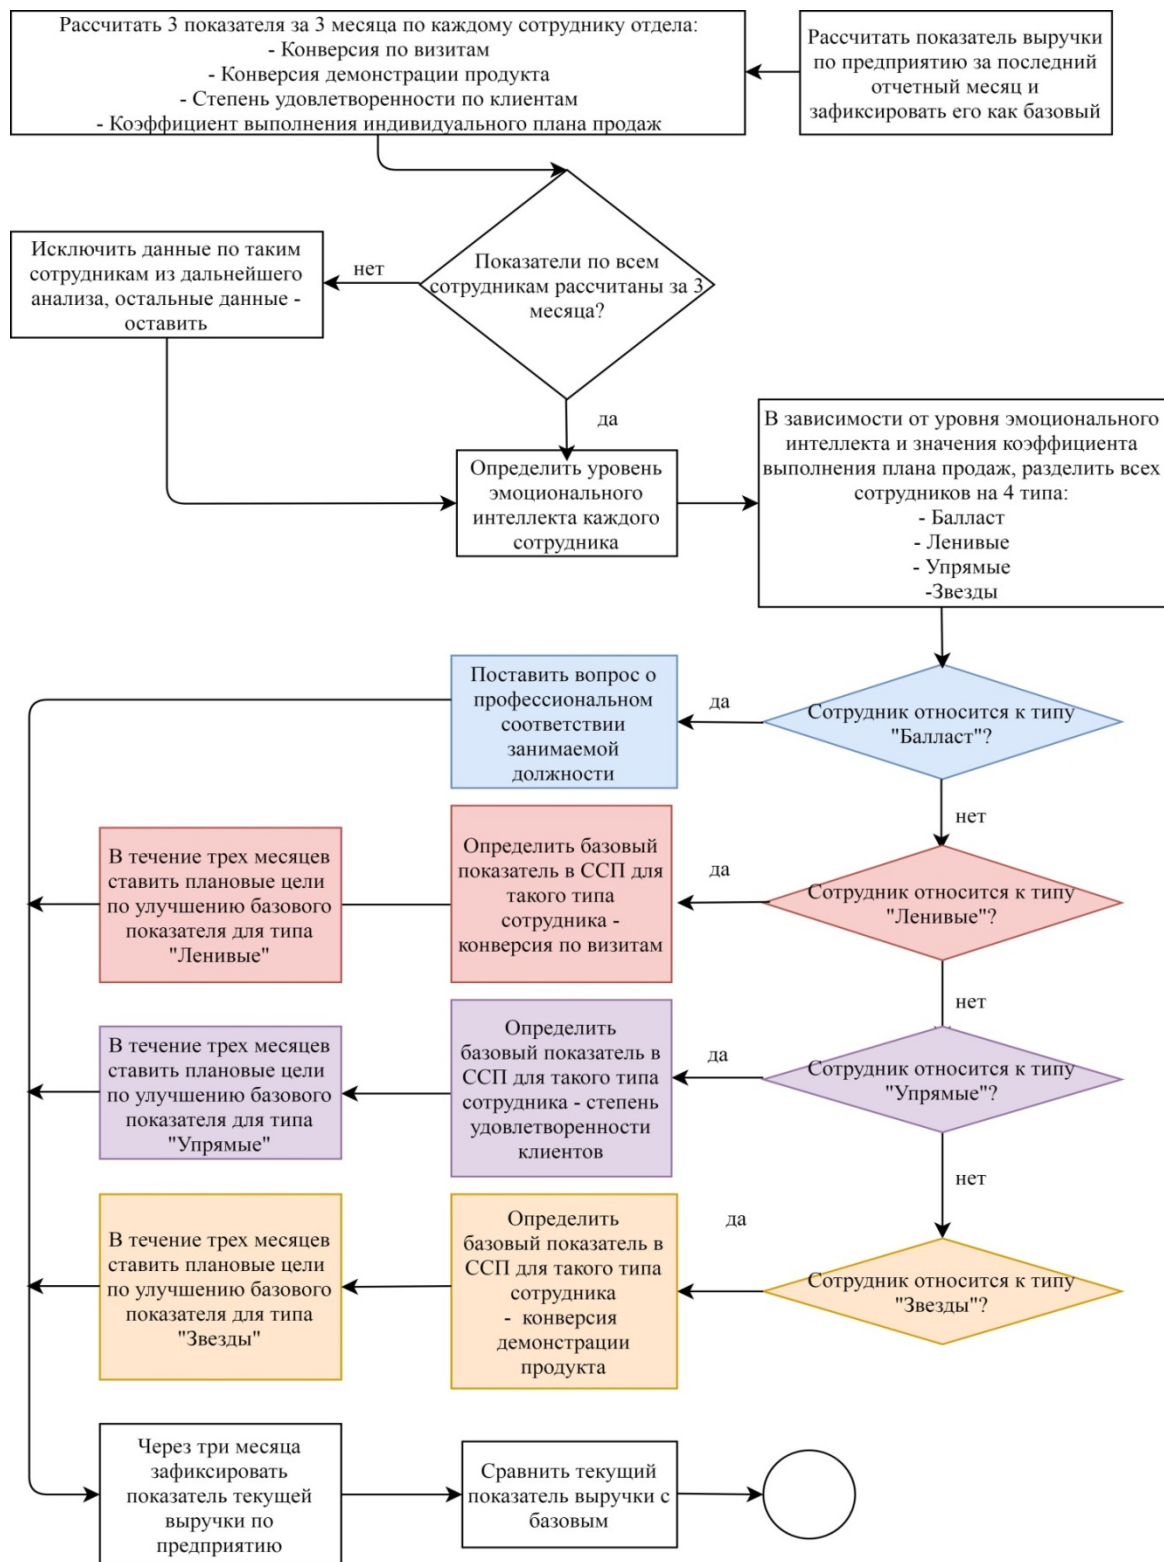 Рассчитать 3 показателя за 3 месяца по каждому сотруднику отдела:
- Конверсия по визитам
- Конверсия демонстрации продукта
- Степень удовлетворенности по клиентам
- Коэффициент выполнения индивидуального плана продаж
Рассчитать показатель выручки
по предприятию за последний
отчетный месяц и
зафиксировать его как базовый
Исключить данные по таким
сотрудникам из дальнейшего
анализа, остальные данные -
оставить
нет
Показатели по всем
сотрудникам рассчитаны за 3
месяца?
да
Определить уровень
эмоционального
интеллекта каждого
сотрудника
В зависимости от уровня эмоционального
интеллекта и значения коэффициента
выполнения плана продаж, разделить всех
сотрудников на 4 типа:
- Балласт
- Ленивые
- Упрямые
-Звезды
Поставить вопрос о
профессиональном
соответствии
занимаемой
должности
да
Сотрудник относится к типу
"Балласт"?
нет
В течение трех месяцев
ставить плановые цели
по улучшению базового
показателя для типа
"Ленивые"
Определить базовый
показатель в ССП для
такого типа
сотрудника -
конверсия по визитам
да
Сотрудник относится к типу
"Ленивые"?
нет
В течение трех месяцев
ставить плановые цели
по улучшению базового
показателя для типа
"Упрямые"
Определить
базовый показатель в
ССП для такого типа
сотрудника - степень
удовлетворенности
клиентов
да
Сотрудник относится к типу
"Упрямые"?
нет
В течение трех месяцев
ставить плановые цели
по улучшению базового
показателя для типа
"Звезды"
Определить
базовый показатель в
ССП для такого типа
сотрудника
- конверсия
демонстрации
продукта
да
Сотрудник относится к типу
"Звезды"?
Через три месяца
зафиксировать
показатель текущей
выручки по
предприятию
Сравнить текущий
показатель выручки с
базовым